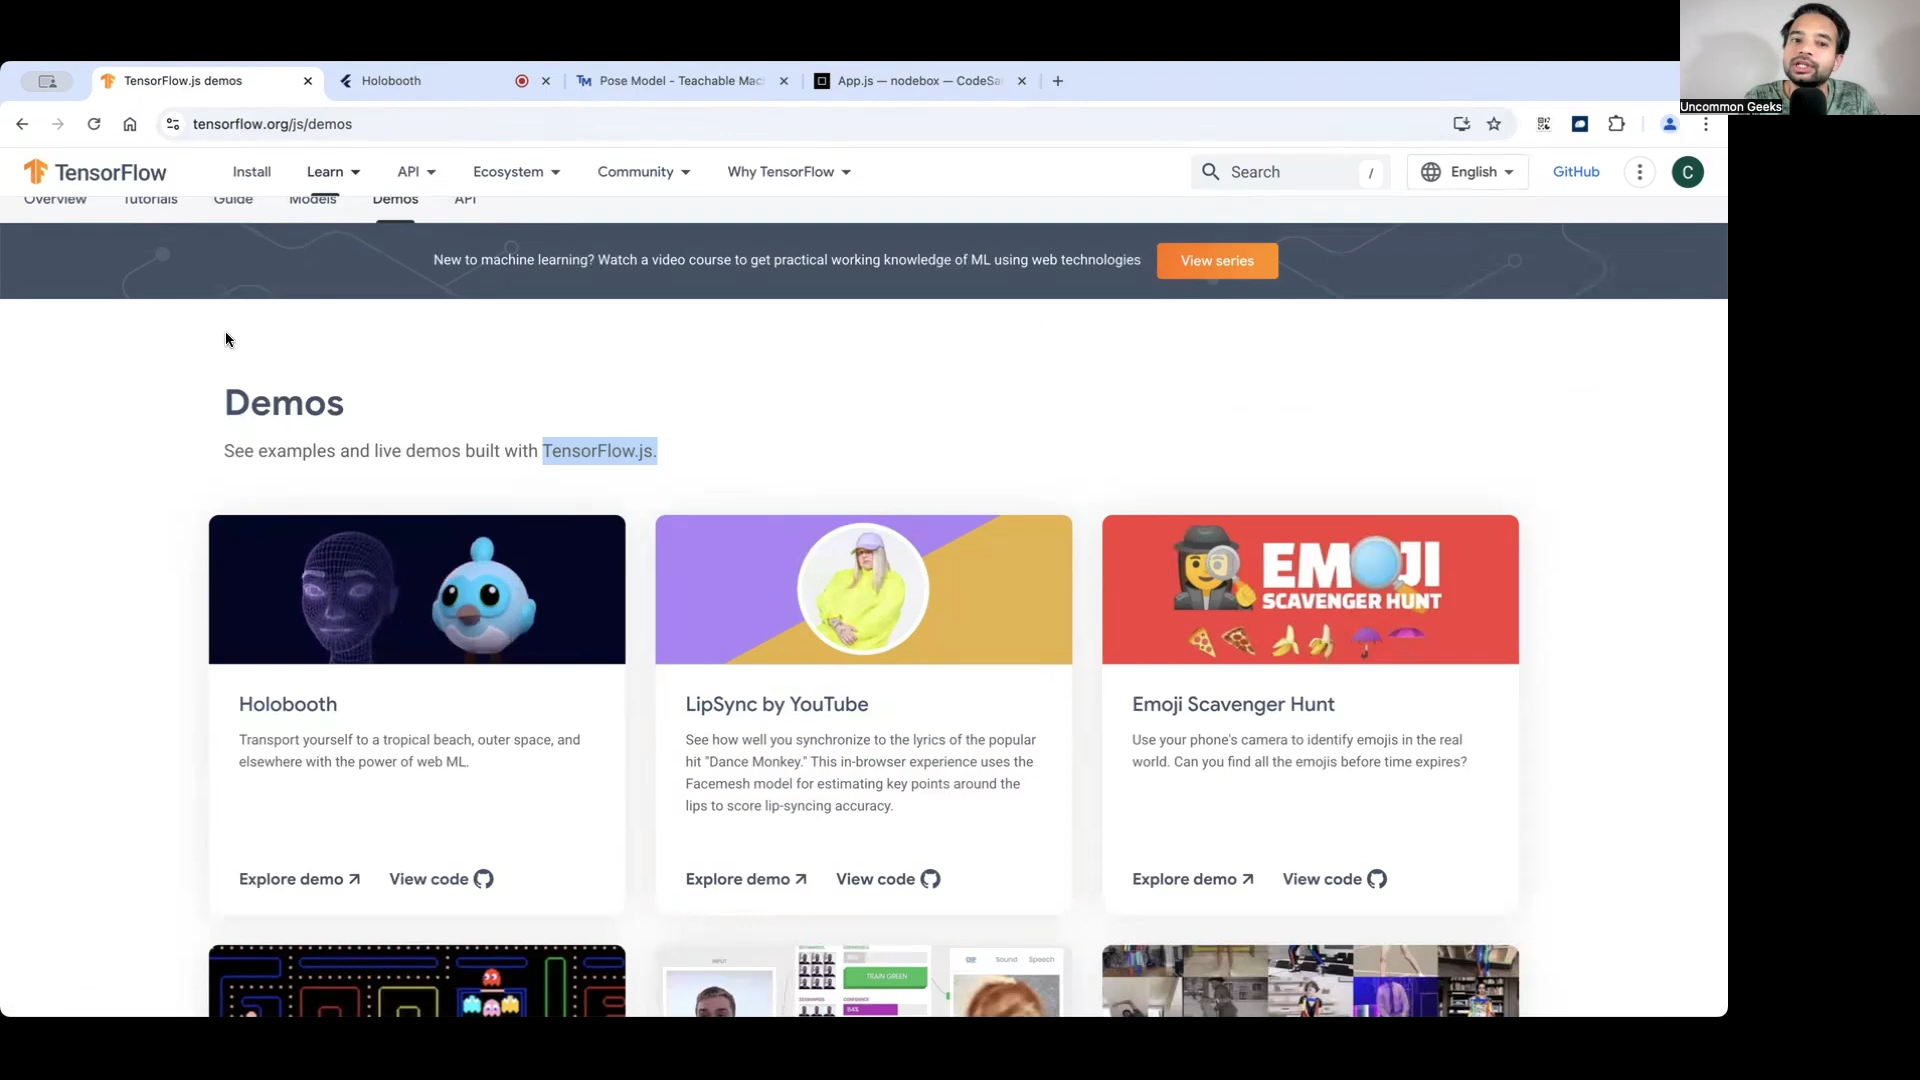 Uncommon Geeks
TensorFlow.js demos
Holobooth
Pose Model - Teachable Mac
App.js — nodebox — CodeSa
tensorflow.org/js/demos
TensorFlow
Install
Learn
API
Ecosystem
Community
Why TensorFlow
Search
/
English
GitHub
C
Overview
Tutorials
Guide
Models
Demos
API
New to machine learning? Watch a video course to get practical working knowledge of ML using web technologies
View series
Demos
See examples and live demos built with TensorFlow.js.
EMOJI
SCAVENGER HUNT
Holobooth
Transport yourself to a tropical beach, outer space, and
elsewhere with the power of web ML.
Explore demo
View code
LipSync by YouTube
See how well you synchronize to the lyrics of the popular
hit "Dance Monkey." This in-browser experience uses the
Facemesh model for estimating key points around the
lips to score lip-syncing accuracy.
Explore demo
View code
Emoji Scavenger Hunt
Use your phone's camera to identify emojis in the real
world. Can you find all the emojis before time expires?
Explore demo
View code
INPUT
TRAIN GREEN
CONFIDENCE
64%
GIF
Sound
Speech